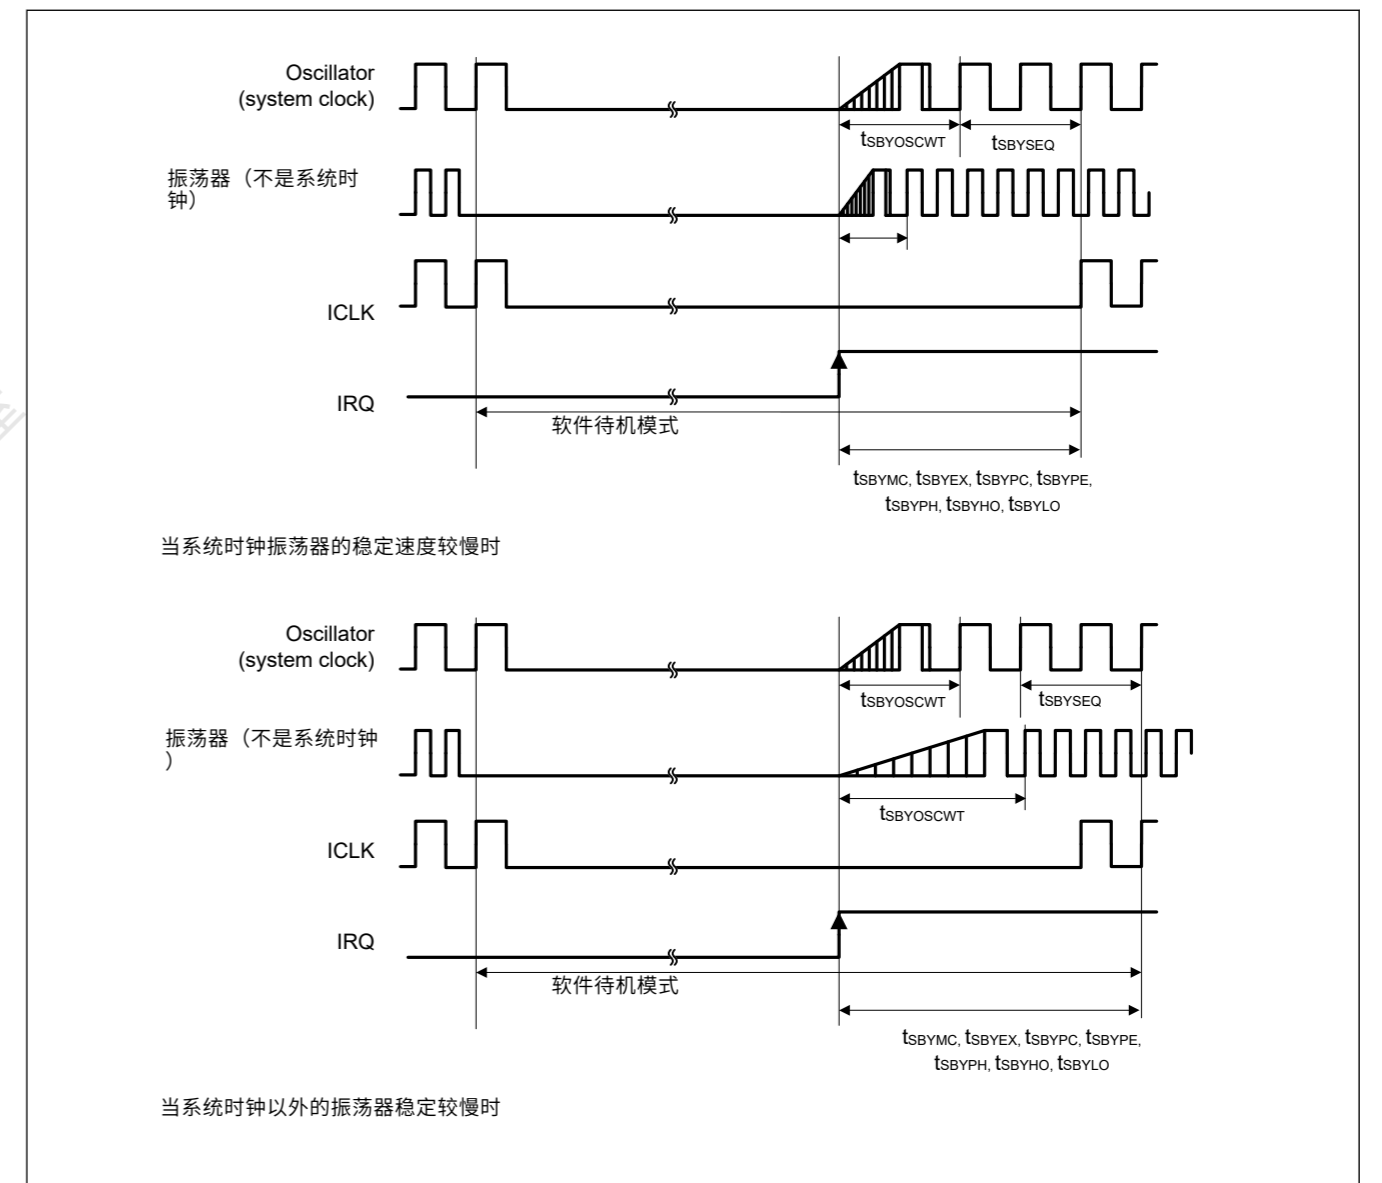 Oscillator
(system clock)
tSBYOSCWT
tSBYSEQ
振荡器（不是系统时
钟）
ICLK
IRQ
软件待机模式
tSBYMC, tSBYEX, tSBYPC, tSBYPE,
tSBYPH, tSBYHO, tSBYLO
当系统时钟振荡器的稳定速度较慢时
Oscillator
(system clock)
tSBYOSCWT
tSBYSEQ
振荡器（不是系统时钟
）
tSBYOSCWT
ICLK
IRQ
软件待机模式
tSBYMC, tSBYEX, tSBYPC, tSBYPE,
tSBYPH, tSBYHO, tSBYLO
当系统时钟以外的振荡器稳定较慢时